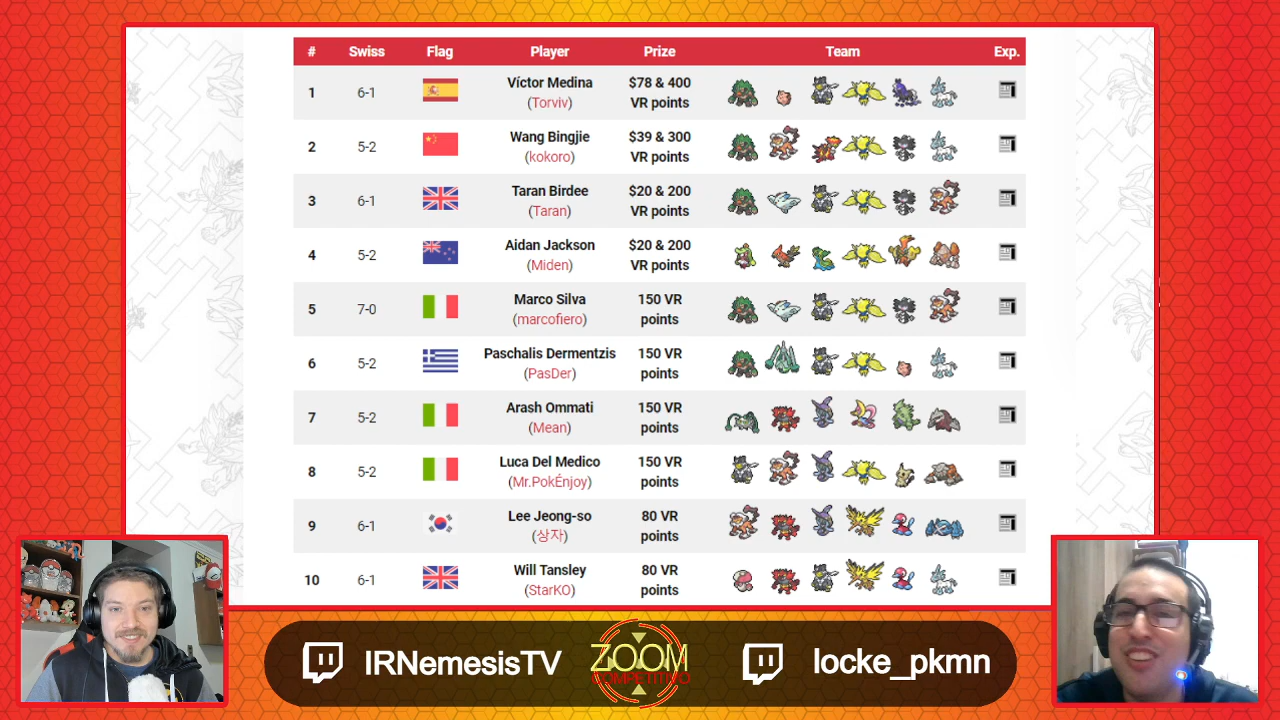 # Swiss Flag Player Prize Team Exp.
1 6-1 Víctor Medina $78 & 400
(Torviv) VR points
2 5-2 Wang Bingjie $39 & 300
(kokoro) VR points
3 6-1 Taran Birdee $20 & 200
(Taran) VR points
4 5-2 Aidan Jackson $20 & 200
(Miden) VR points
5 7-0 Marco Silva 150 VR
(marcofiero) points
6 5-2 Paschalis Dermentzis 150 VR
(PasDer) points
7 5-2 Arash Ommati 150 VR
(Mean) points
8 5-2 Luca Del Medico 150 VR
(Mr.PokÉnjoy) points
9 6-1 Lee Jeong-so 80 VR
(상자) points
10 6-1 Will Tansley 80 VR
(StarKO) points
IRNemesisTV ZOOM locke_pkmn
COMPETITIVO